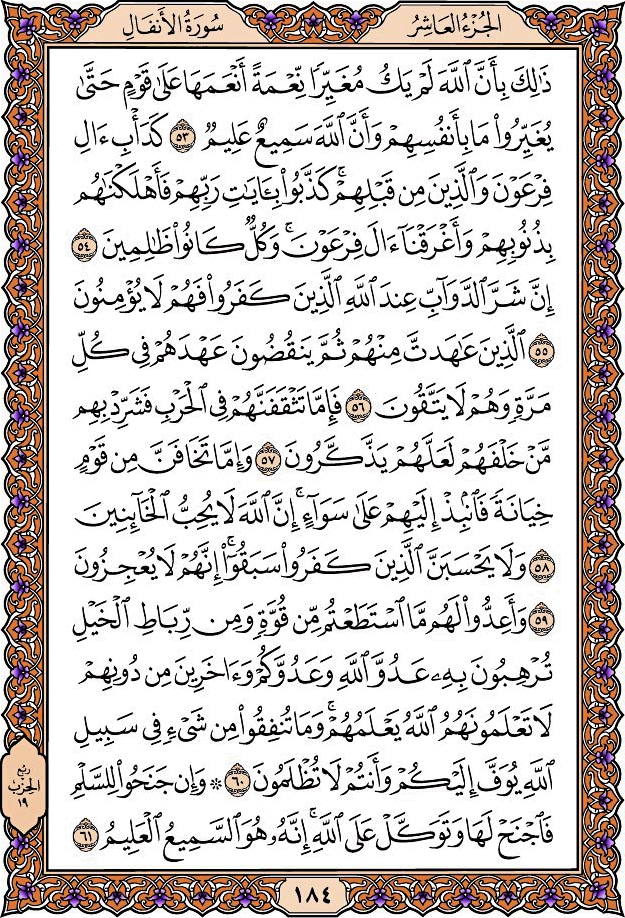 الجُزْءُ العَاشِر
سُورَةُ الأَنفَالِ
ذَٰلِكَ بِأَنَّ ٱللَّهَ لَمْ يَكُ مُغَيِّرٗا نِّعْمَةً أَنْعَمَهَا عَلَىٰ قَوْمٍ حَتَّىٰ
يُغَيِّرُواْ مَا بِأَنفُسِهِمْ وَأَنَّ ٱللَّهَ سَمِيعٌ عَلِيمٞ ٥٣ كَدَأْبِ ءَالِ
فِرْعَوْنَ وَٱلَّذِينَ مِن قَبْلِهِمْۚ كَذَّبُواْ بِـَٔايَٰتِ رَبِّهِمْ فَأَهْلَكْنَٰهُم
بِذُنُوبِهِمْ وَأَغْرَقْنَآ ءَالَ فِرْعَوْنَۚ وَكُلّٞ كَانُواْ ظَٰلِمِينَ ٥٤
إِنَّ شَرَّ ٱلدَّوَآبِّ عِندَ ٱللَّهِ ٱلَّذِينَ كَفَرُواْ فَهُمْ لَا يُؤْمِنُونَ
٥٥ ٱلَّذِينَ عَٰهَدتَّ مِنْهُمْ ثُمَّ يَنقُضُونَ عَهْدَهُمْ فِي كُلِّ
مَرَّةٖ وَهُمْ لَا يَتَّقُونَ ٥٦ فَإِمَّا تَثْقَفَنَّهُمْ فِي ٱلْحَرْبِ فَشَرِّدْ بِهِم
مَّنْ خَلْفَهُمْ لَعَلَّهُمْ يَذَّكَّرُونَ ٥٧ وَإِمَّا تَخَافَنَّ مِن قَوْمٍ
خِيَانَةٗ فَٱنۢبِذْ إِلَيْهِمْ عَلَىٰ سَوَآءٍۚ إِنَّ ٱللَّهَ لَا يُحِبُّ ٱلْخَآئِنِينَ
٥٨ وَلَا يَحْسَبَنَّ ٱلَّذِينَ كَفَرُواْ سَبَقُوٓاْۚ إِنَّهُمْ لَا يُعْجِزُونَ
٥٩ وَأَعِدُّواْ لَهُم مَّا ٱسْتَطَعْتُم مِّن قُوَّةٖ وَمِن رِّبَاطِ ٱلْخَيْلِ
تُرْهِبُونَ بِهِۦ عَدُوَّ ٱللَّهِ وَعَدُوَّكُمْ وَءَاخَرِينَ مِن دُونِهِمْ
لَا تَعْلَمُونَهُمُ ٱللَّهُ يَعْلَمُهُمْۚ وَمَا تُنفِقُواْ مِن شَيْءٖ فِي سَبِيلِ
ٱللَّهِ يُوَفَّ إِلَيْكُمْ وَأَنتُمْ لَا تُظْلَمُونَ ٦٠ ۞ وَإِن جَنَحُواْ لِلسَّلْمِ
فَٱجْنَحْ لَهَا وَتَوَكَّلْ عَلَى ٱللَّهِۚ إِنَّهُۥ هُوَ ٱلسَّمِيعُ ٱلْعَلِيمُ ٦١
ربع
الحزب
١٩
١٨٤